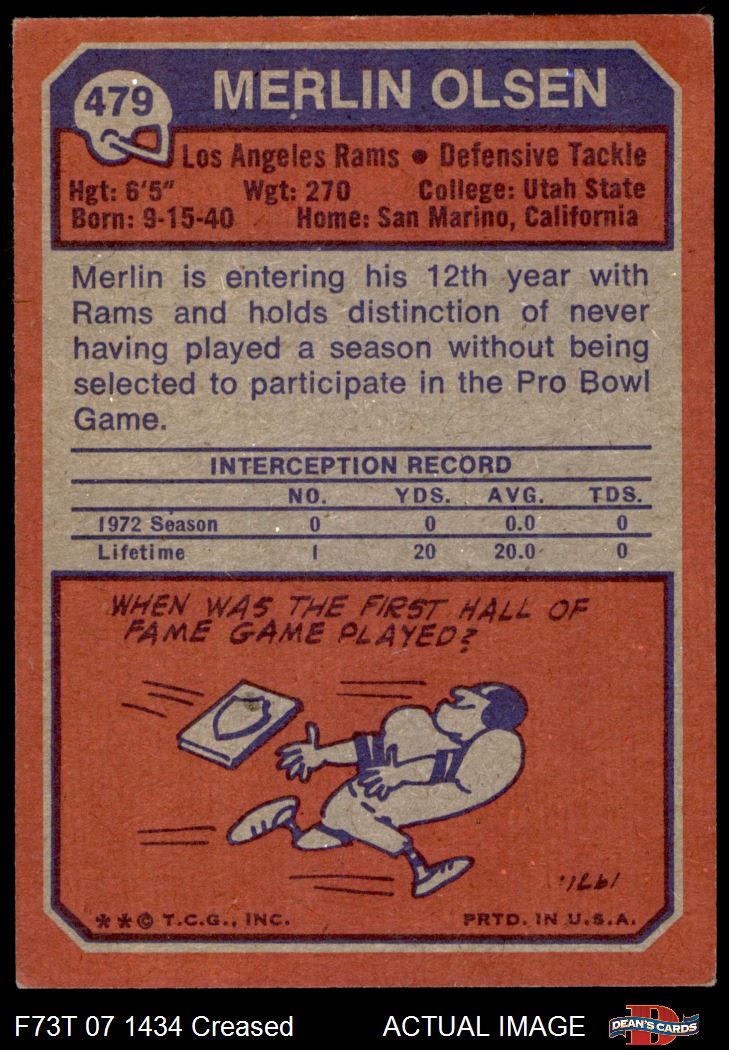 479
MERLIN OLSEN
Los Angeles Rams • Defensive Tackle
Hgt: 6'5" Wgt: 270 College: Utah State
Born: 9-15-40 Home: San Marino, California
Merlin is entering his 12th year with
Rams and holds distinction of never
having played a season without being
selected to participate in the Pro Bowl
Game.
INTERCEPTION RECORD
NO. YDS. AVG. TDS.
1972 Season 0 0 0.0 0
Lifetime 1 20 20.0 0
WHEN WAS THE FIRST HALL OF
FAME GAME PLAYED?
1971.
**© T.C.G., INC. PRTD. IN U.S.A.
F73T 07 1434 Creased ACTUAL IMAGE
D
DEAN'S CARDS